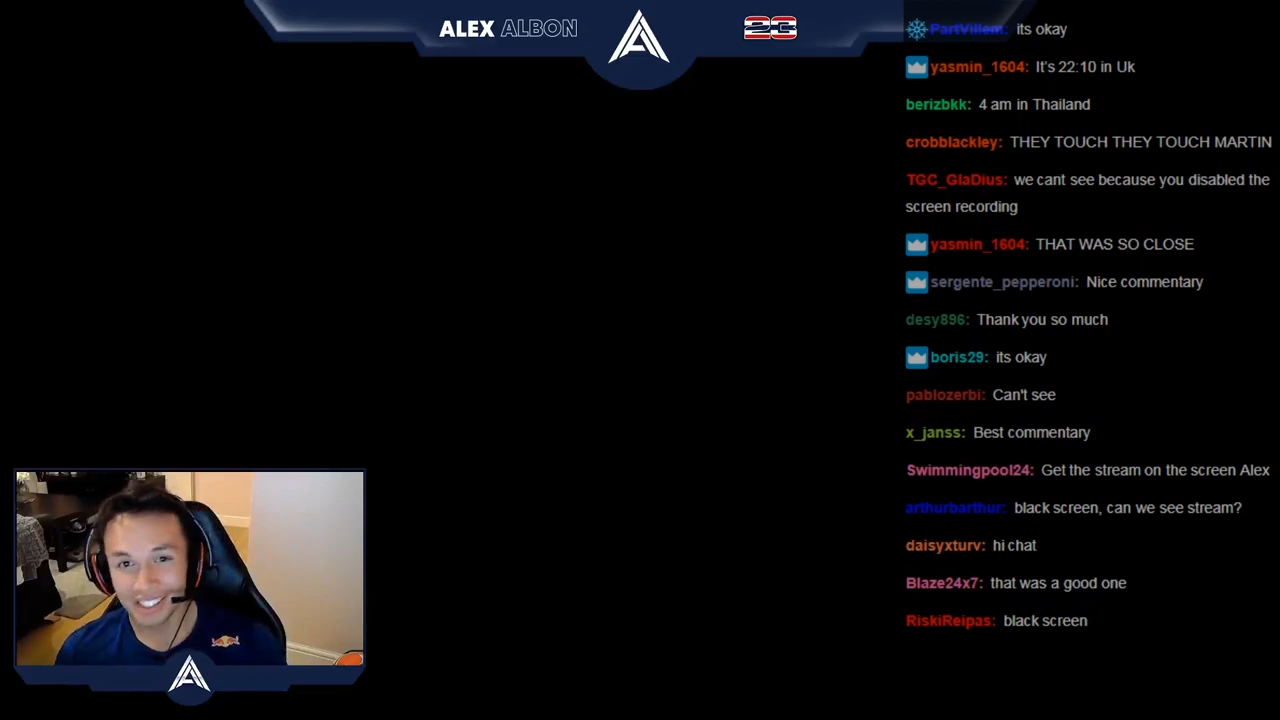 ALEX ALBON
23
PartVillem: its okay
yasmin_1604: It's 22:10 in Uk
berizbkk: 4 am in Thailand
crobblackley: THEY TOUCH THEY TOUCH MARTIN
TGC_GlaDius: we cant see because you disabled the
screen recording
yasmin_1604: THAT WAS SO CLOSE
sergente_pepperoni: Nice commentary
desy896: Thank you so much
boris29: its okay
pablozerbi: Can't see
x_janss: Best commentary
Swimmingpool24: Get the stream on the screen Alex
arthurbarthur: black screen, can we see stream?
daisyxturv: hi chat
Blaze24x7: that was a good one
RiskiReipas: black screen